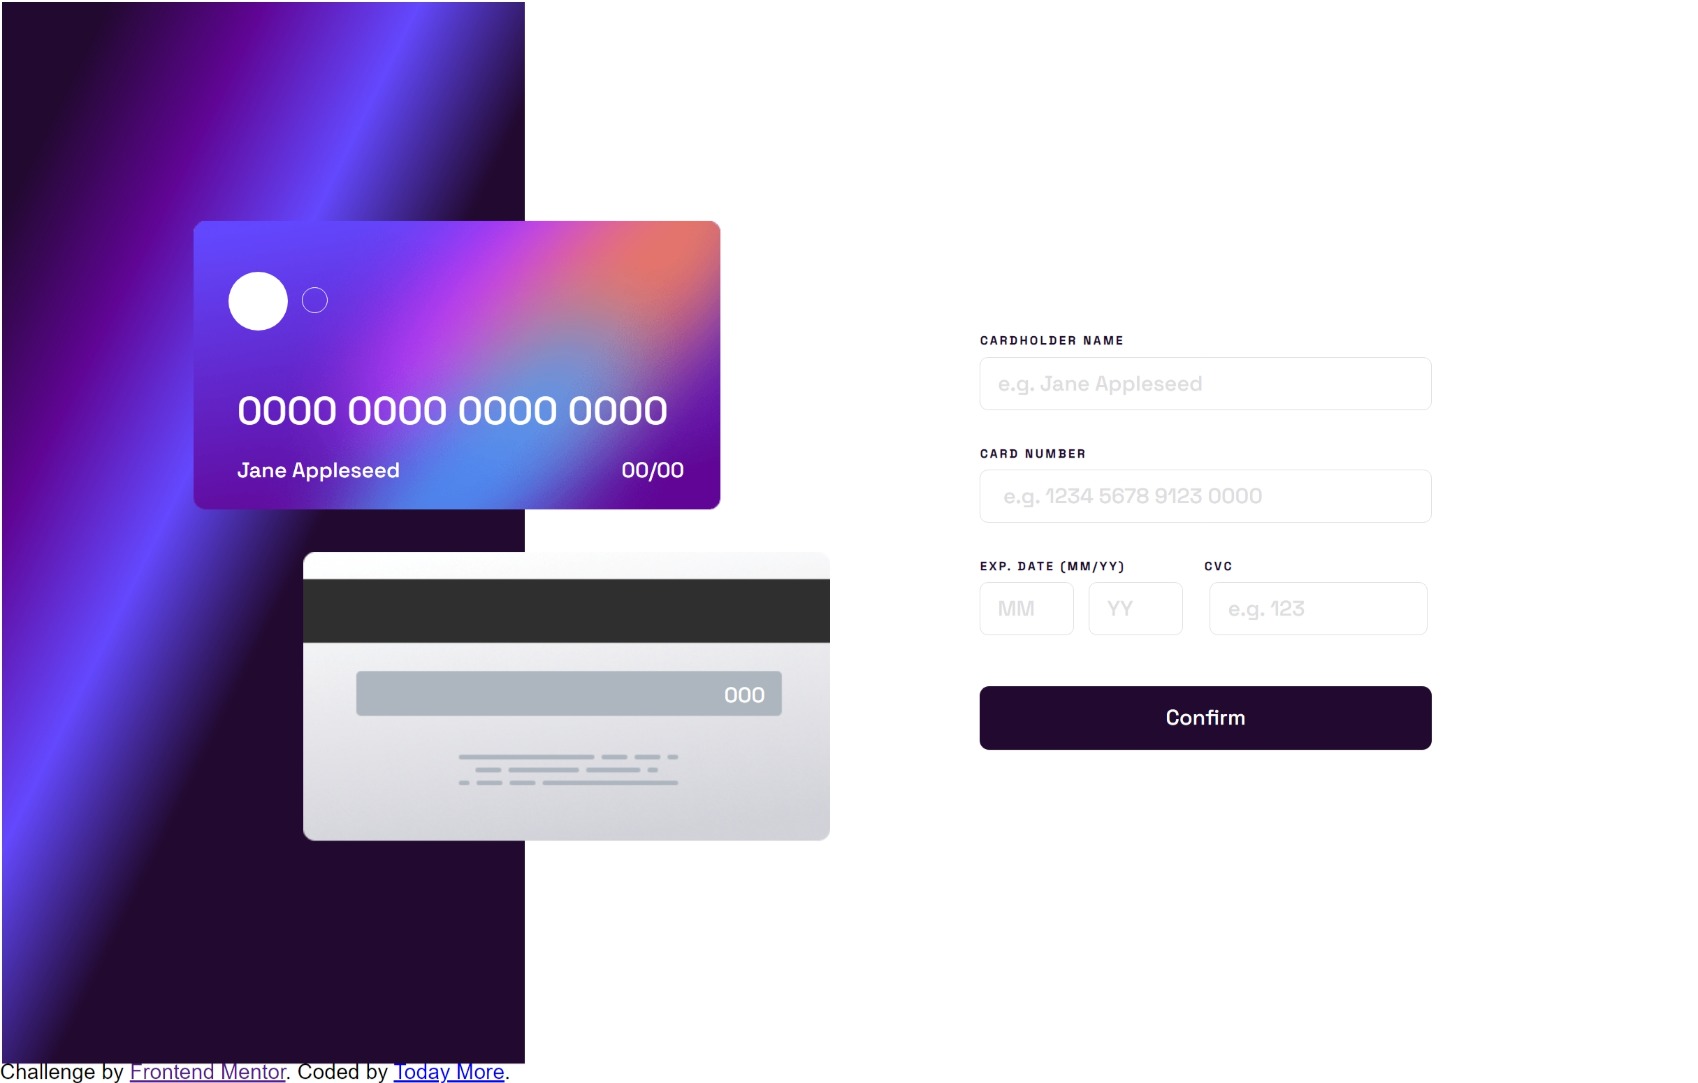 0000 0000 0000 0000
Jane Appleseed 00/00
000
CARDHOLDER NAME
e.g. Jane Appleseed
CARD NUMBER
e.g. 1234 5678 9123 0000
EXP. DATE (MM/YY) CVC
MM YY e.g. 123
Confirm
Challenge by Frontend Mentor. Coded by Today More.